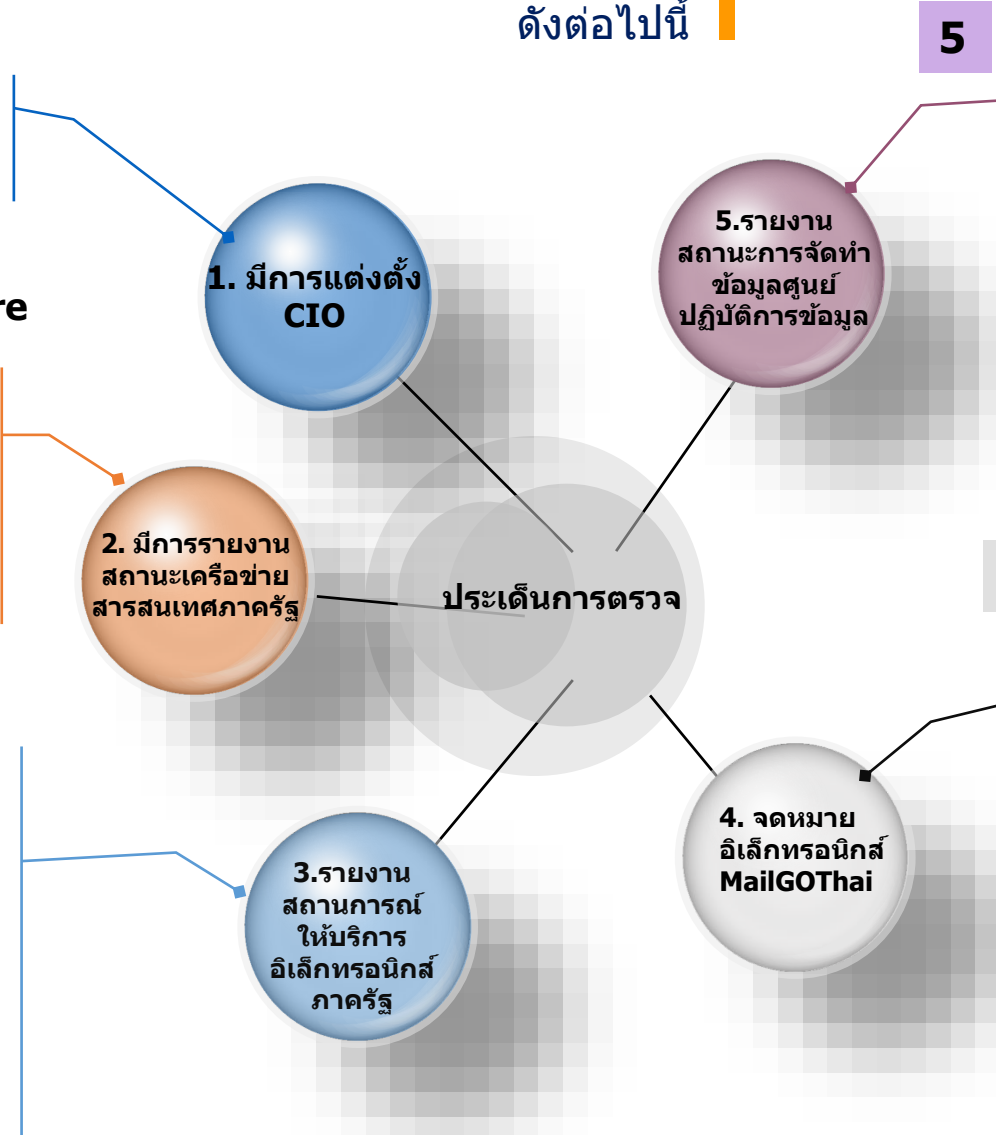 ดังต่อไปนี้
5
1. มีการแต่งตั้ง
CIO
re
2. มีการรายงาน
สถานะเครือข่าย
สารสนเทศภาครัฐ
3.รายงาน
สถานการณ์
ให้บริการ
อิเล็กทรอนิกส์
ภาครัฐ
4. จดหมาย
อิเล็กทรอนิกส์
MailGOThai
5.รายงาน
สถานะการจัดทำ
ข้อมูลศูนย์
ปฏิบัติการข้อมูล
ประเด็นการตรวจ